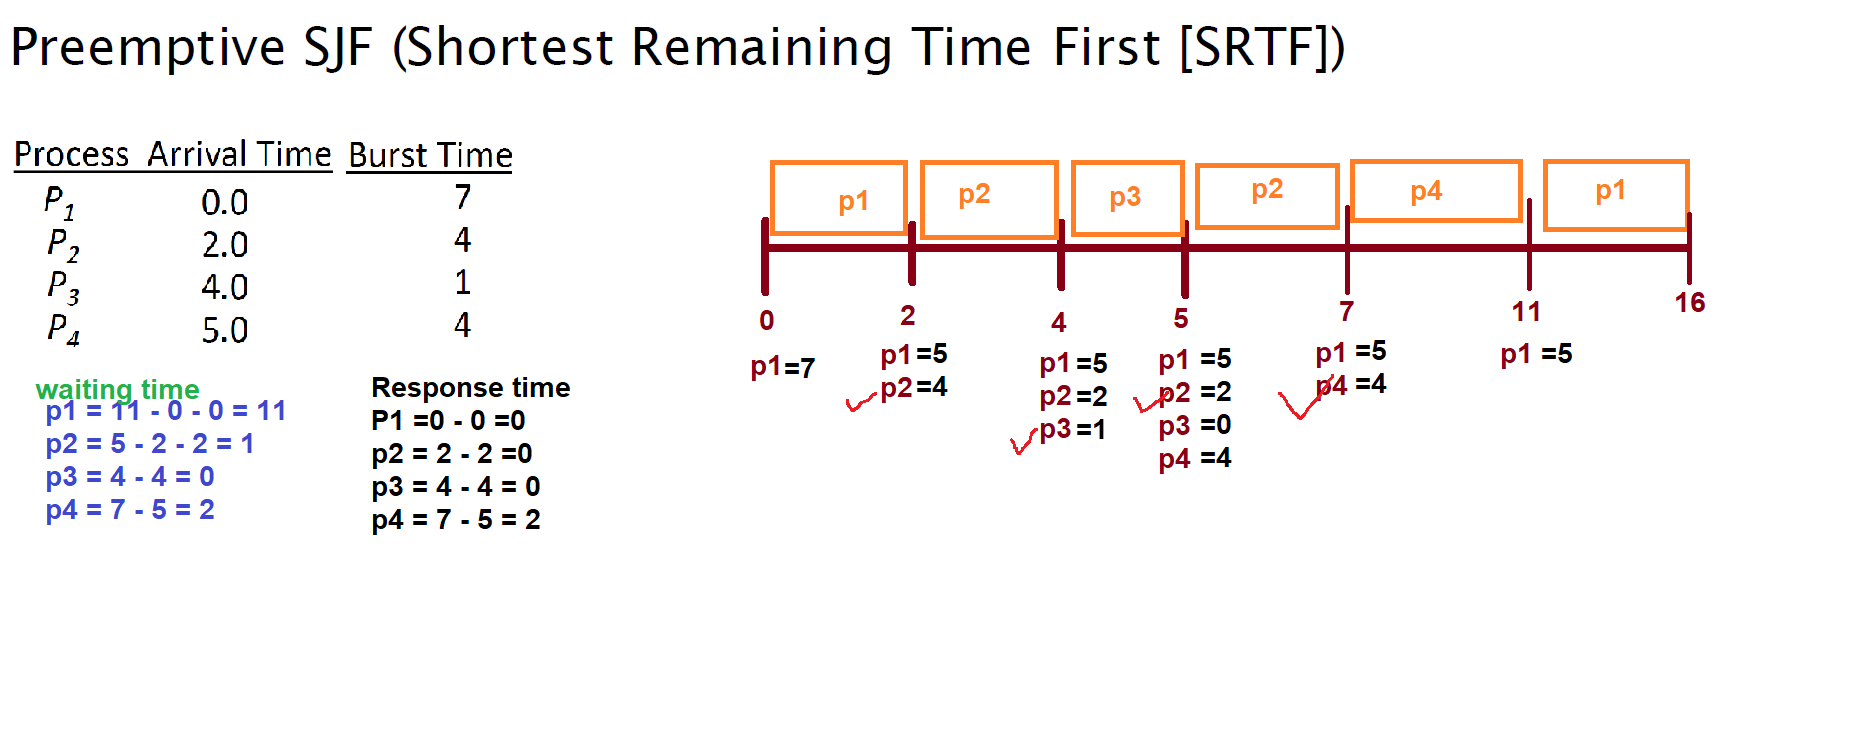 Preemptive SJF (Shortest Remaining Time First [SRTF])
Process Arrival Time Burst Time
P1 0.0 7
P2 2.0 4
P3 4.0 1
P4 5.0 4
waiting time
p1 = 11 - 0 - 0 = 11
p2 = 5 - 2 - 2 = 1
p3 = 4 - 4 = 0
p4 = 7 - 5 = 2
Response time
P1 =0 - 0 =0
p2 = 2 - 2 =0
p3 = 4 - 4 = 0
p4 = 7 - 5 = 2
p1 p2 p3 p2 p4 p1
0 2 4 5 7 11 16
p1=7
p1=5
p2=4
p1=5
p2=2
p3=1
p1 =5
p2 =2
p3 =0
p4 =4
p1 =5
p4 =4
p1 =5